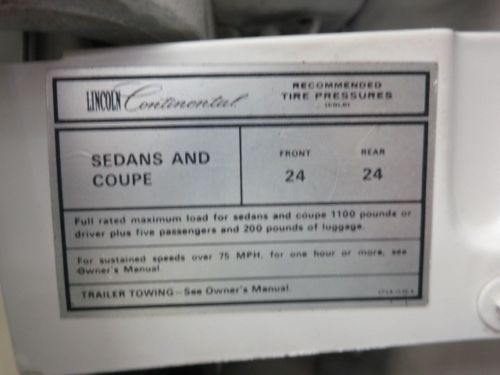 LINCOLN Continental
RECOMMENDED
TIRE PRESSURES
(COLD)
SEDANS AND
COUPE
FRONT REAR
24 24
Full rated maximum load for sedans and coupe 1100 pounds or
driver plus five passengers and 200 pounds of luggage.
For sustained speeds over 75 MPH, for one hour or more, see
Owner's Manual.
TRAILER TOWING—See Owner's Manual.